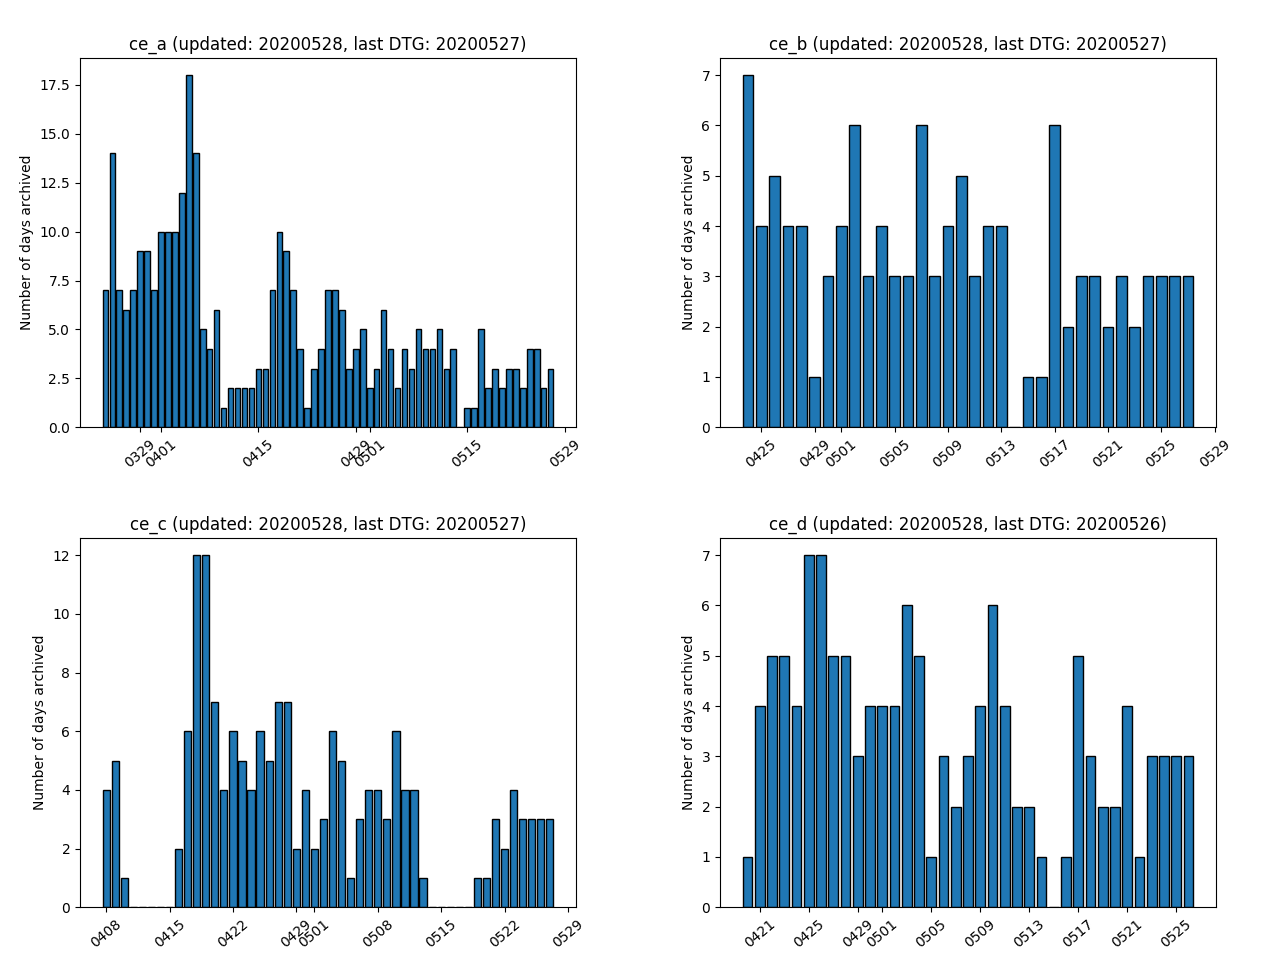 ce_a (updated: 20200528, last DTG: 20200527)
Number of days archived
17.5
15.0
12.5
10.0
7.5
5.0
2.5
0.0
0329 0401 0415 0429 0501 0515 0529
ce_b (updated: 20200528, last DTG: 20200527)
Number of days archived
7
6
5
4
3
2
1
0
0425 0429 0501 0505 0509 0513 0517 0521 0525 0529
ce_c (updated: 20200528, last DTG: 20200527)
Number of days archived
12
10
8
6
4
2
0
0408 0415 0422 0429 0501 0508 0515 0522 0529
ce_d (updated: 20200528, last DTG: 20200526)
Number of days archived
7
6
5
4
3
2
1
0
0421 0425 0429 0501 0505 0509 0513 0517 0521 0525